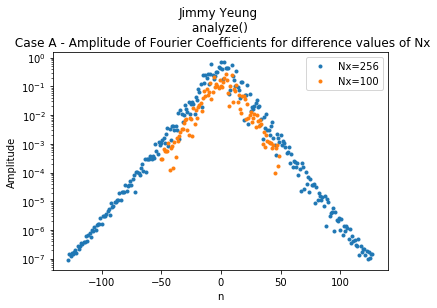 Jimmy Yeung
analyze()
Case A - Amplitude of Fourier Coefficients for difference values of Nx
Nx=256
Nx=100
10⁰
10⁻¹
10⁻²
10⁻³
10⁻⁴
10⁻⁵
10⁻⁶
10⁻⁷
Amplitude
−100
−50
0
50
100
n